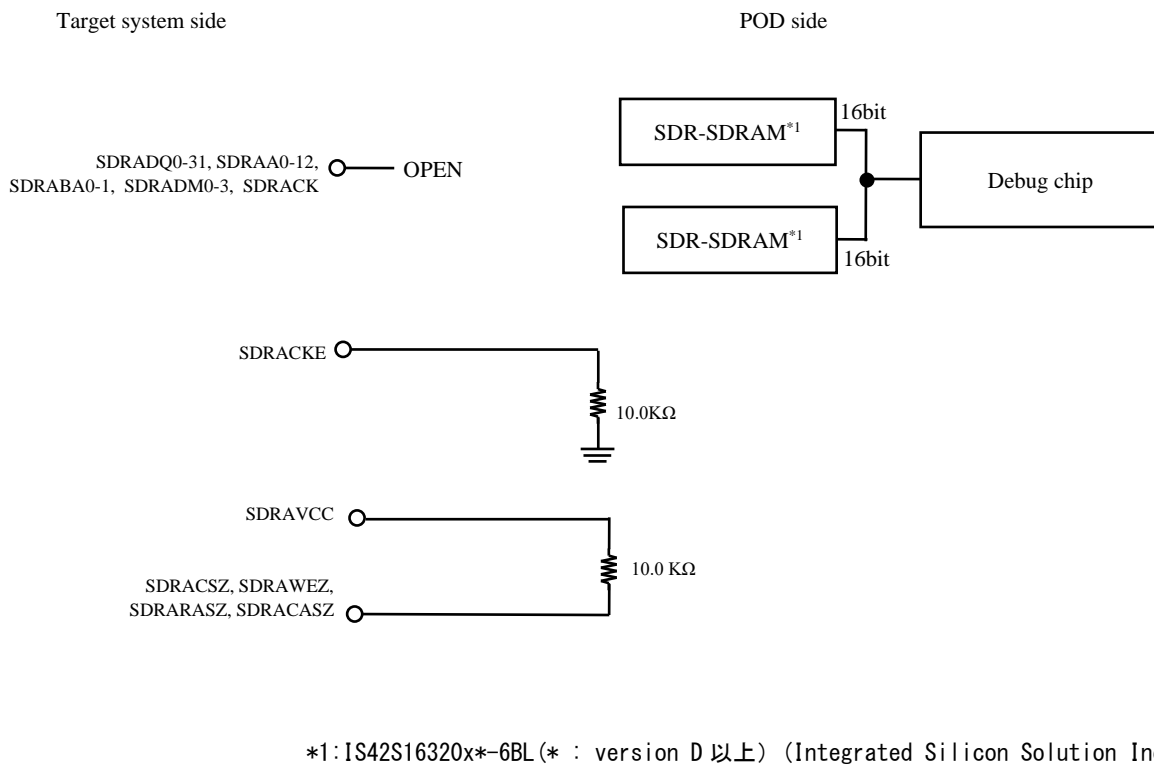 Target system side
POD side
SDR-SDRAM*1
16bit
SDRADQ0-31, SDRAA0-12,
SDRABA0-1, SDRADM0-3, SDRACK
OPEN
Debug chip
SDR-SDRAM*1
16bit
SDRACKE
10.0KΩ
SDRAVCC
10.0 KΩ
SDRACSZ, SDRAWEZ,
SDRARASZ, SDRACASZ
*1:IS42S16320x*-6BL(* : version D 以上) (Integrated Silicon Solution